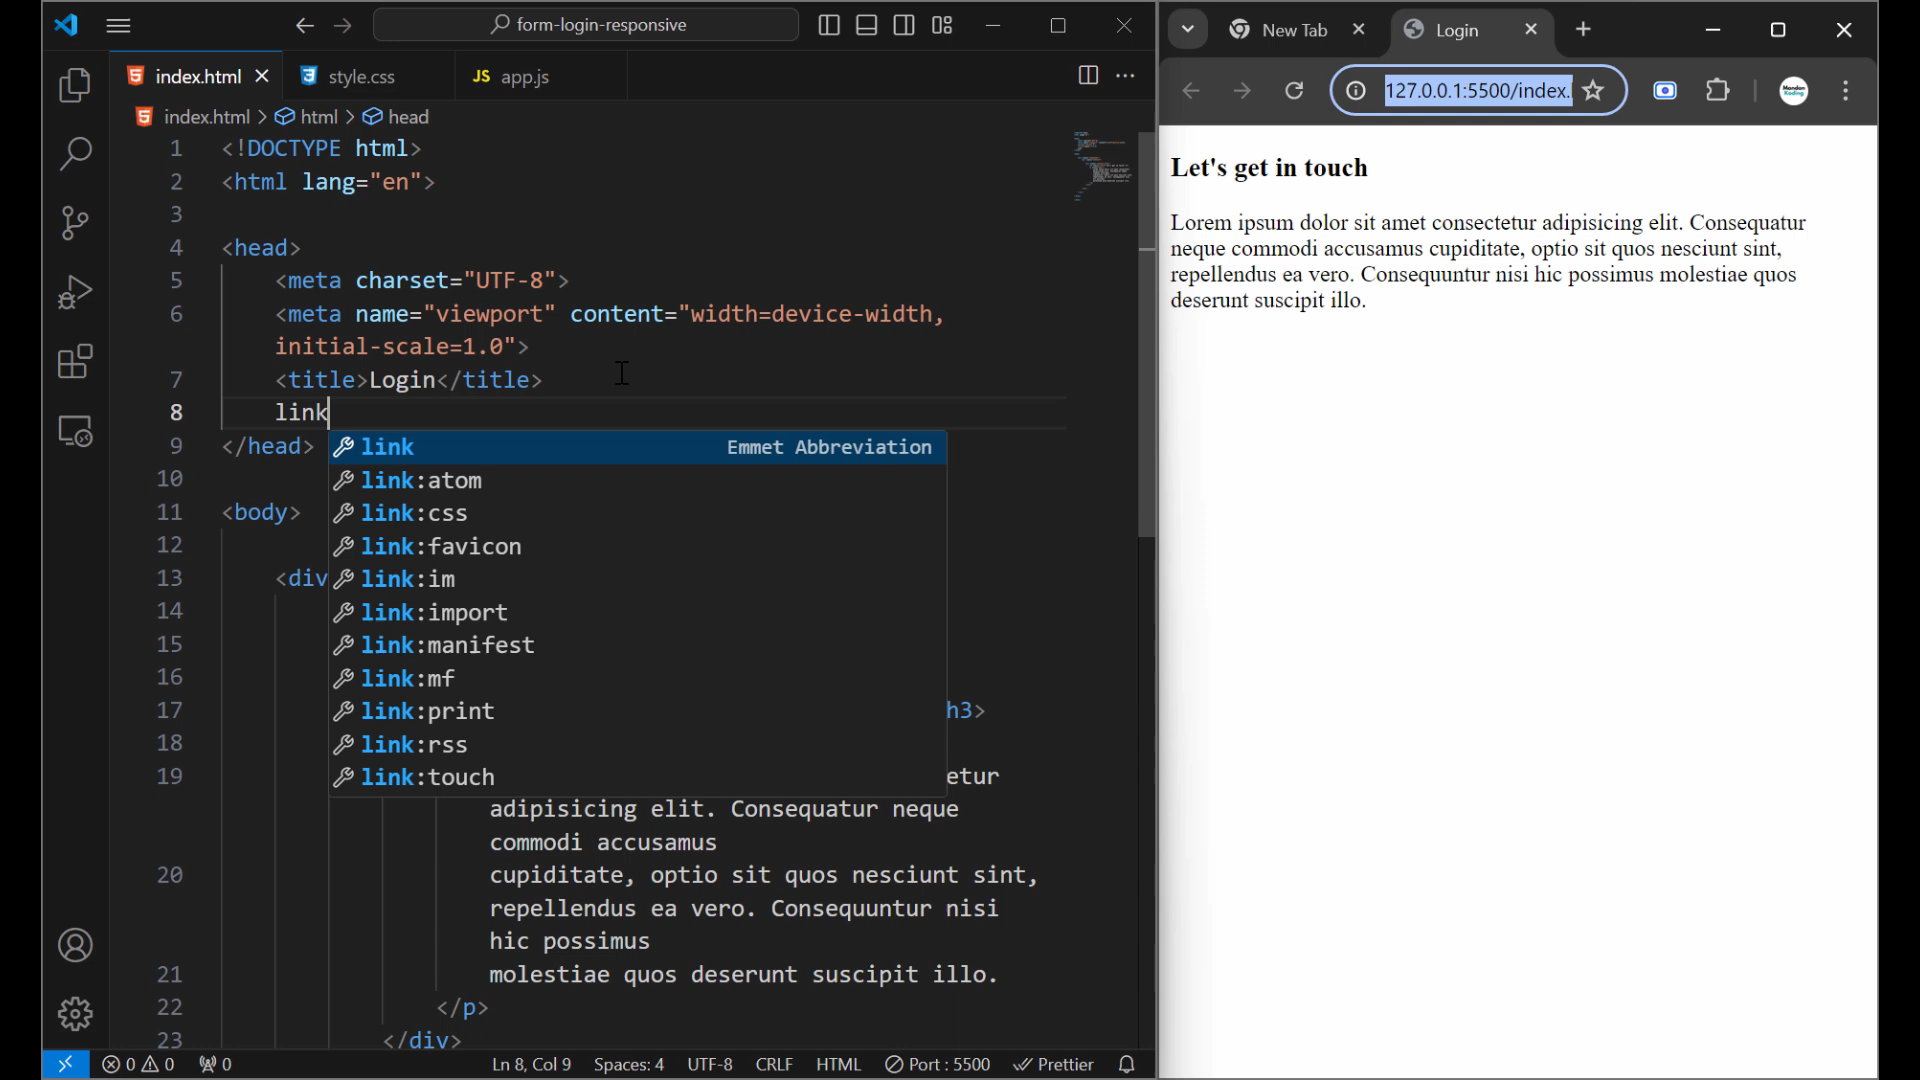 form-login-responsive
index.html
style.css
JS app.js
index.html > html > head
1 <!DOCTYPE html>
2 <html lang="en">
3
4 <head>
5 <meta charset="UTF-8">
6 <meta name="viewport" content="width=device-width,
initial-scale=1.0">
7 <title>Login</title>
8 link
9 </head>
10
11 <body>
12
13 <div
14
15
16
17 h3>
18
19 etur
adipisicing elit. Consequatur neque
commodi accusamus
20 cupiditate, optio sit quos nesciunt sint,
repellendus ea vero. Consequuntur nisi
hic possimus
21 molestiae quos deserunt suscipit illo.
22 </p>
23 </div>
link Emmet Abbreviation
link:atom
link:css
link:favicon
link:im
link:import
link:manifest
link:mf
link:print
link:rss
link:touch
0 0 0 Ln 8, Col 9 Spaces: 4 UTF-8 CRLF HTML Port : 5500 Prettier
New Tab
Login
127.0.0.1:5500/index.
Mandan
Koding
Let's get in touch
Lorem ipsum dolor sit amet consectetur adipisicing elit. Consequatur
neque commodi accusamus cupiditate, optio sit quos nesciunt sint,
repellendus ea vero. Consequuntur nisi hic possimus molestiae quos
deserunt suscipit illo.